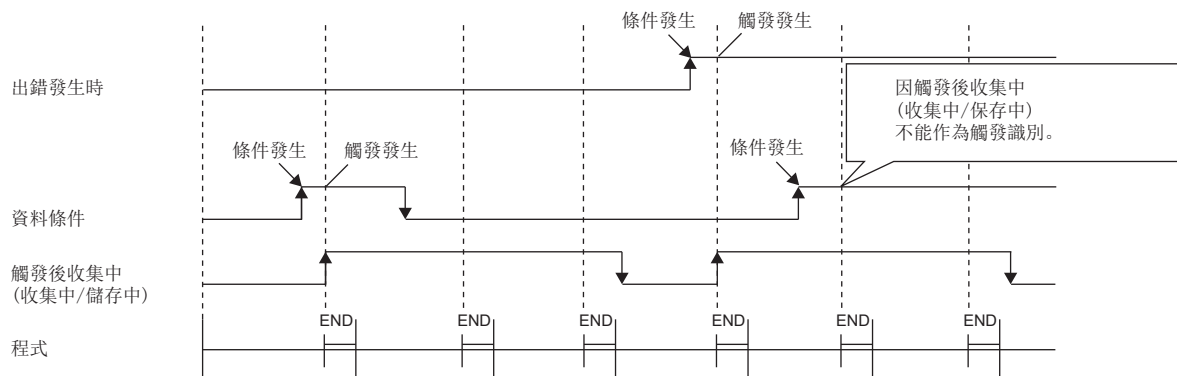 條件發生
觸發發生
出錯發生時
因觸發後收集中
(收集中/保存中)
不能作為觸發識別。
條件發生
觸發發生
條件發生
資料條件
觸發後收集中
(收集中/儲存中)
END
END
END
END
END
END
程式